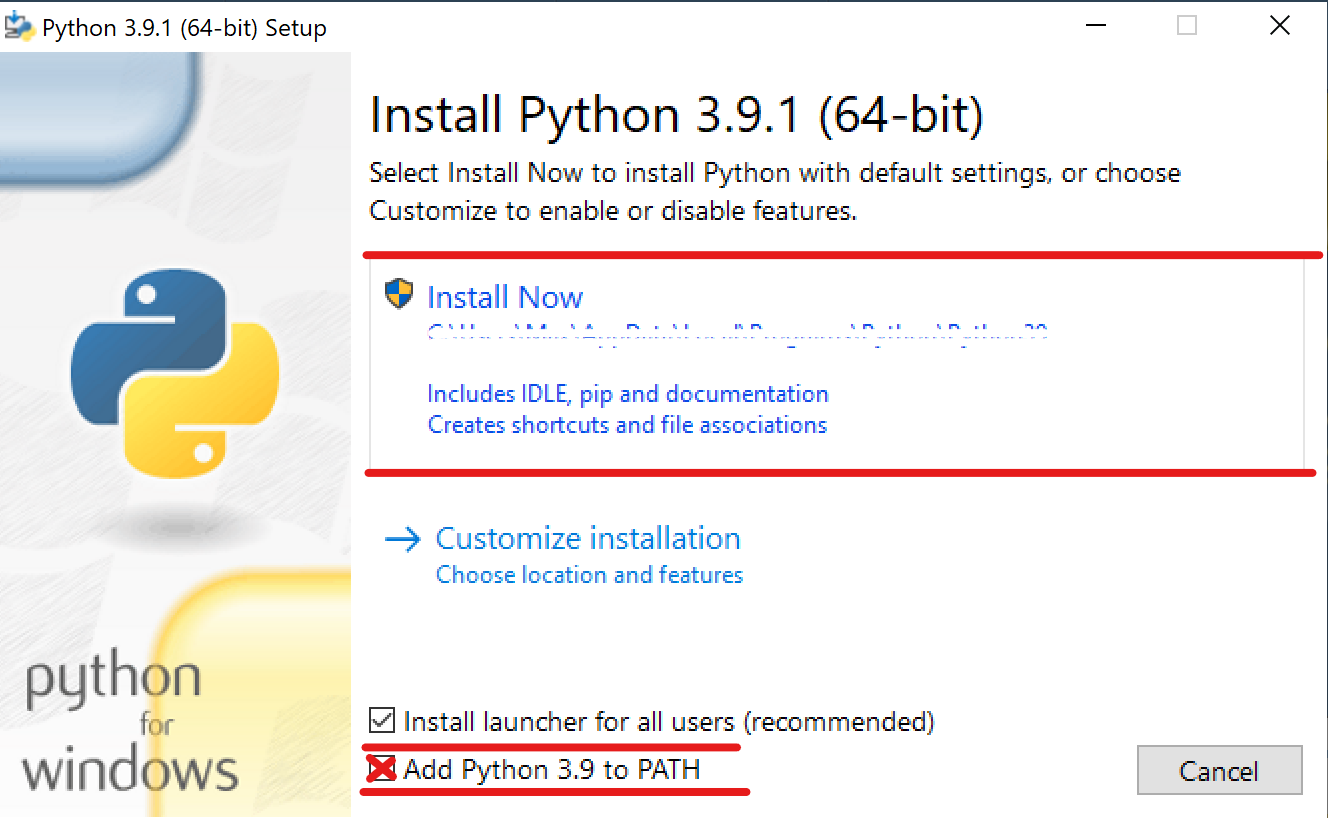 Python 3.9.1 (64-bit) Setup
Install Python 3.9.1 (64-bit)
Select Install Now to install Python with default settings, or choose
Customize to enable or disable features.
Install Now
Includes IDLE, pip and documentation
Creates shortcuts and file associations
Customize installation
Choose location and features
python
for
windows
Install launcher for all users (recommended)
Add Python 3.9 to PATH
Cancel